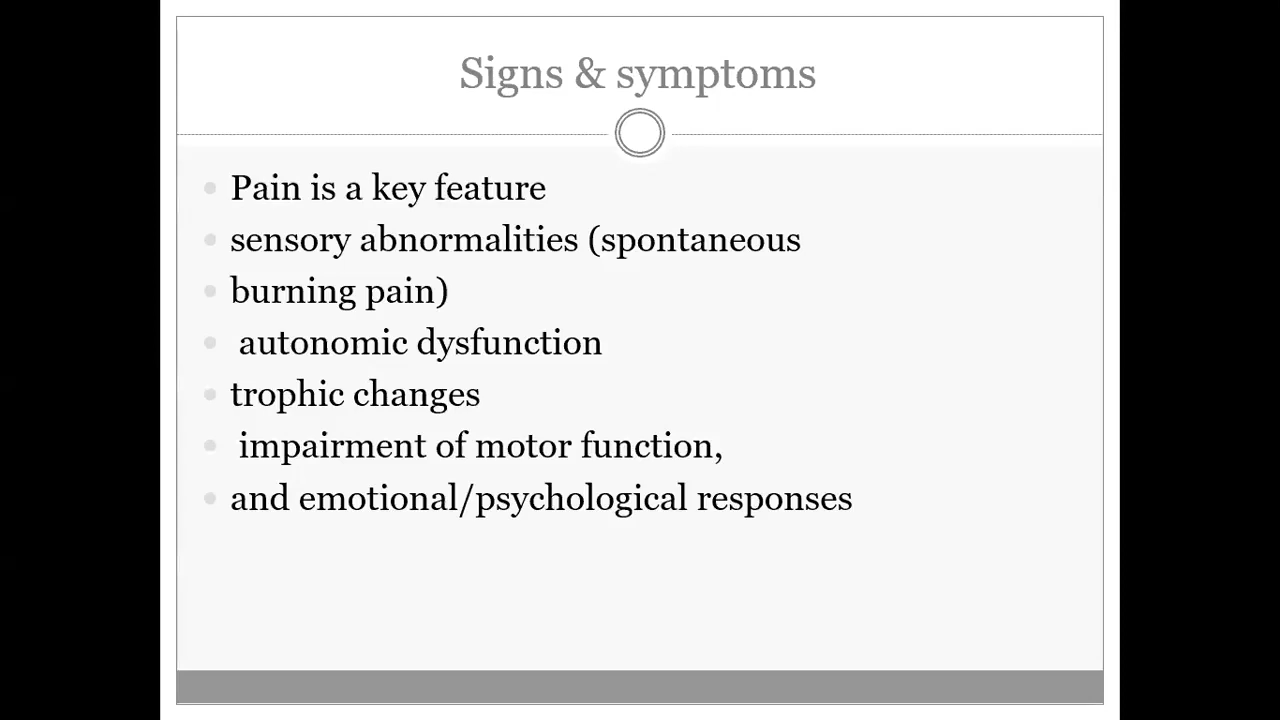 Signs & symptoms
Pain is a key feature
sensory abnormalities (spontaneous
burning pain)
autonomic dysfunction
trophic changes
impairment of motor function,
and emotional/psychological responses